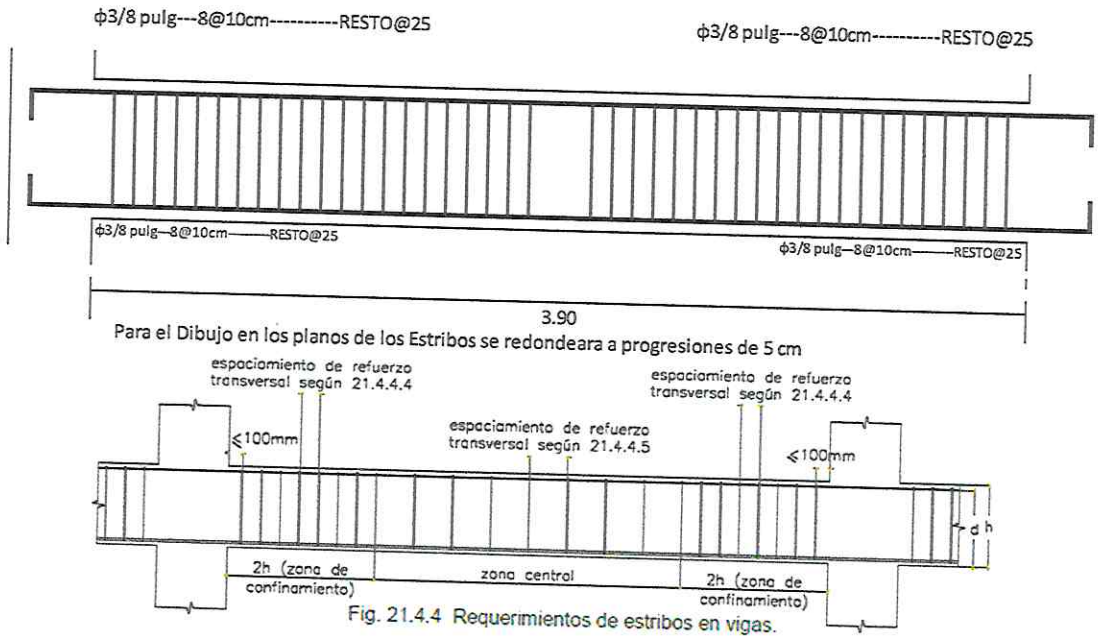 ф3/8 pulg---8@10cm----------RESTO@25
ф3/8 pulg---8@10cm----------RESTO@25
ф3/8 pulg—8@10cm-----------RESTO@25
ф3/8 pulg—8@10cm-----------RESTO@25
3.90
Para el Dibujo en los planos de los Estribos se redondeara a progresiones de 5 cm
espaciamiento de refuerzo
transversal según 21.4.4.4
espaciamiento de refuerzo
transversal según 21.4.4.4
espaciamiento de refuerzo
transversal según 21.4.4.5
≤100mm
≤100mm
d h
2h (zona de
confinamiento)
zona central
2h (zona de
confinamiento)
Fig. 21.4.4 Requerimientos de estribos en vigas.